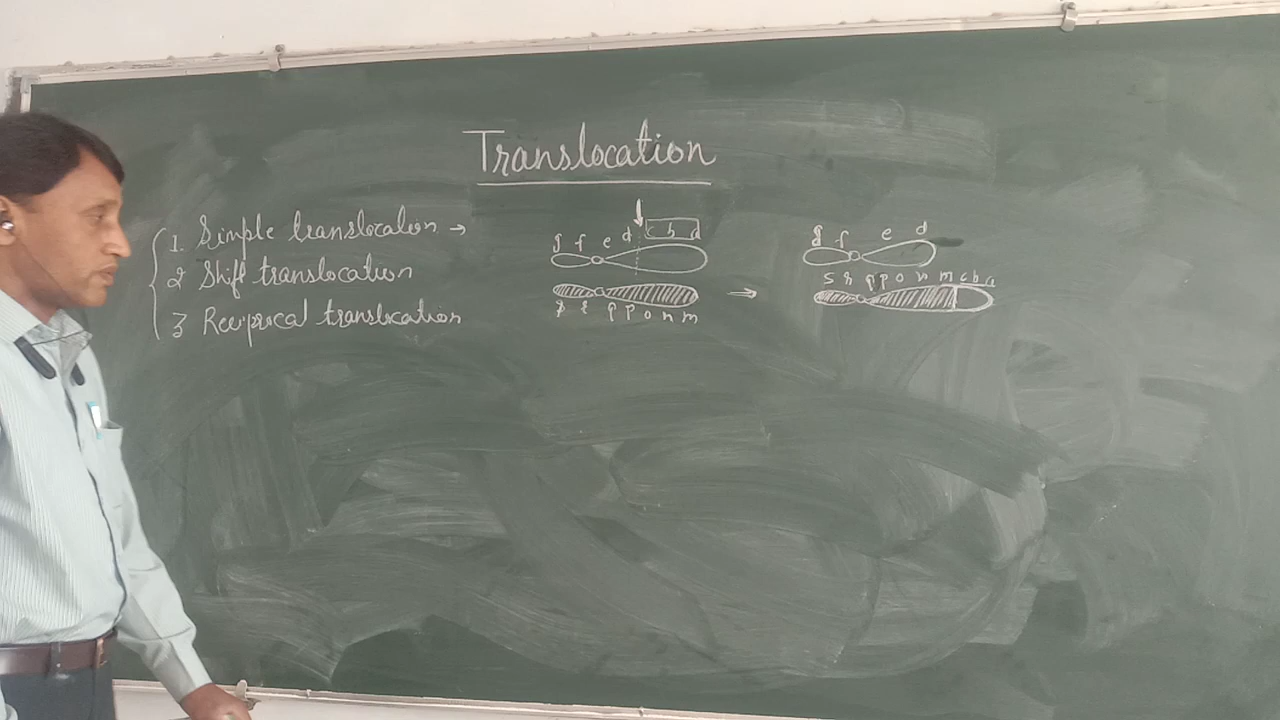 Translocation
1. Simple translocation →
2 Shift translocation
3 Reciprocal translocation
g f e d c b a
s r q p o n m
→
g f e d
s r q p o n m c b a